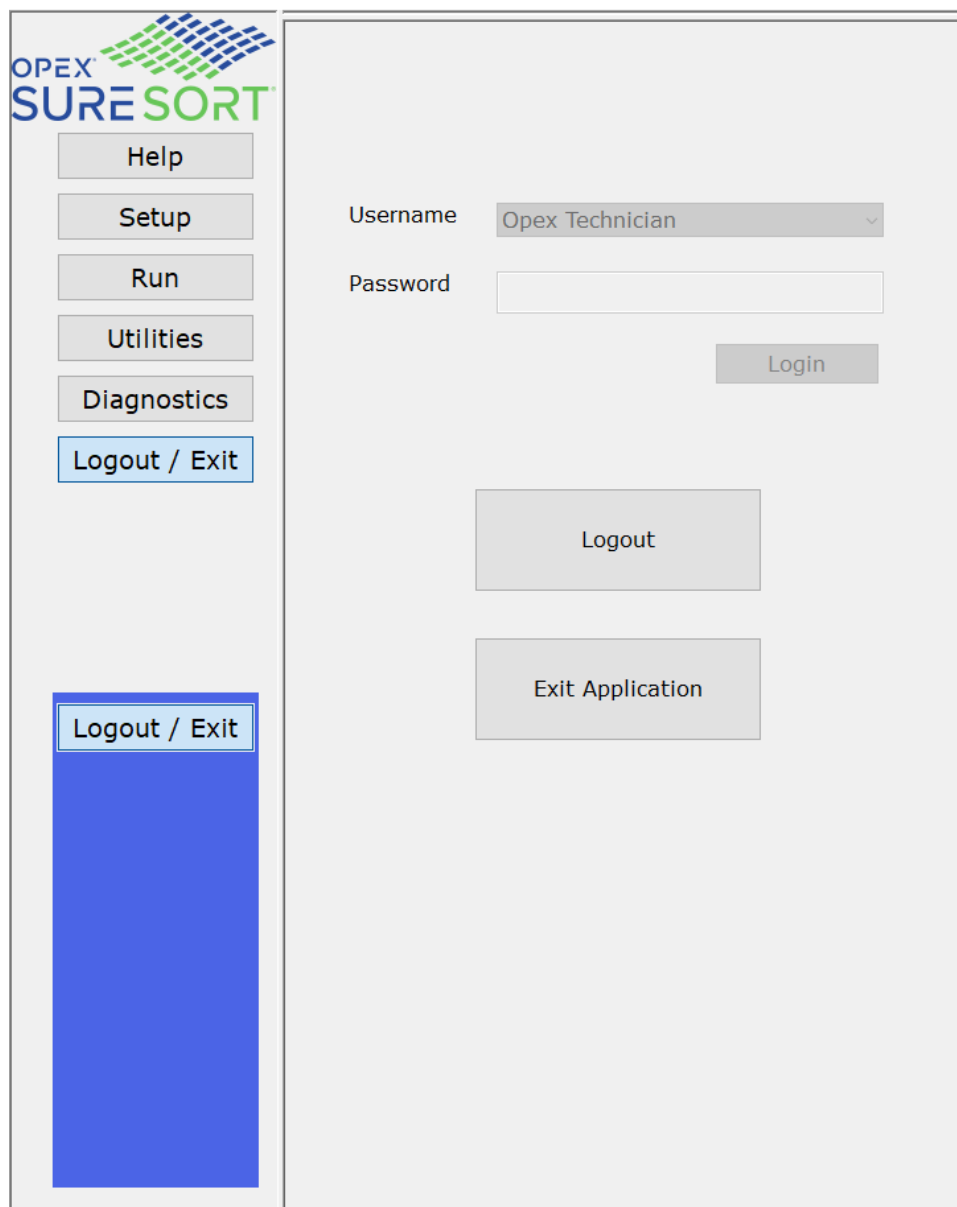 OPEX
SURE SORT
Help
Setup
Run
Utilities
Diagnostics
Logout / Exit
Logout / Exit
Username
Opex Technician
Password
Login
Logout
Exit Application